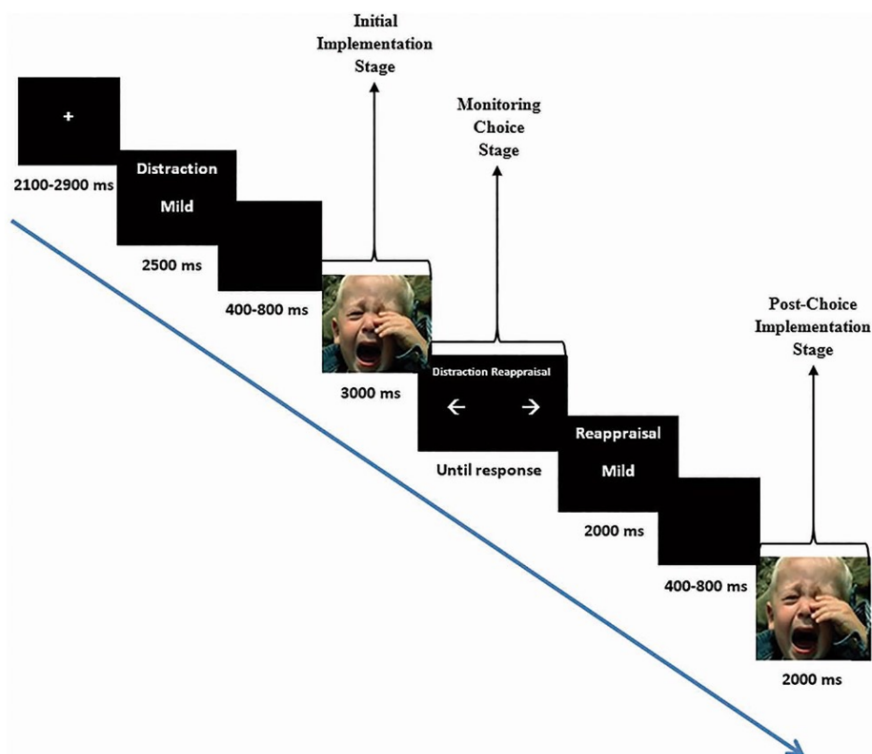 Initial
Implementation
Stage
Monitoring
Choice
Stage
+
2100-2900 ms
Distraction
Mild
2500 ms
400-800 ms
3000 ms
Distraction Reappraisal
← →
Until response
Post-Choice
Implementation
Stage
Reappraisal
Mild
2000 ms
400-800 ms
2000 ms